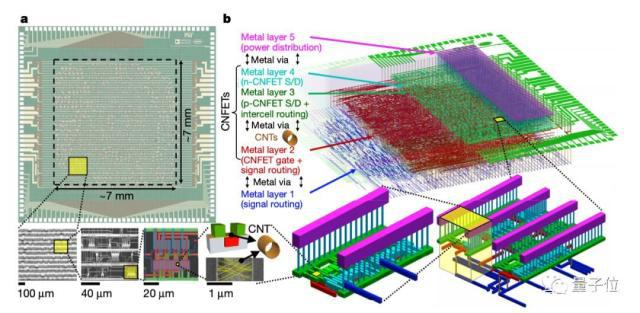 a
b
~7 mm
~7 mm
100 µm
40 µm
20 µm
1 µm
CNT
CNFETs
Metal layer 5
(power distribution)
Metal via
Metal layer 4
(n-CNFET S/D)
Metal layer 3
(p-CNFET S/D +
intercell routing)
Metal via
CNTs
Metal layer 2
(CNFET gate +
signal routing)
Metal via
Metal layer 1
(signal routing)
量子位